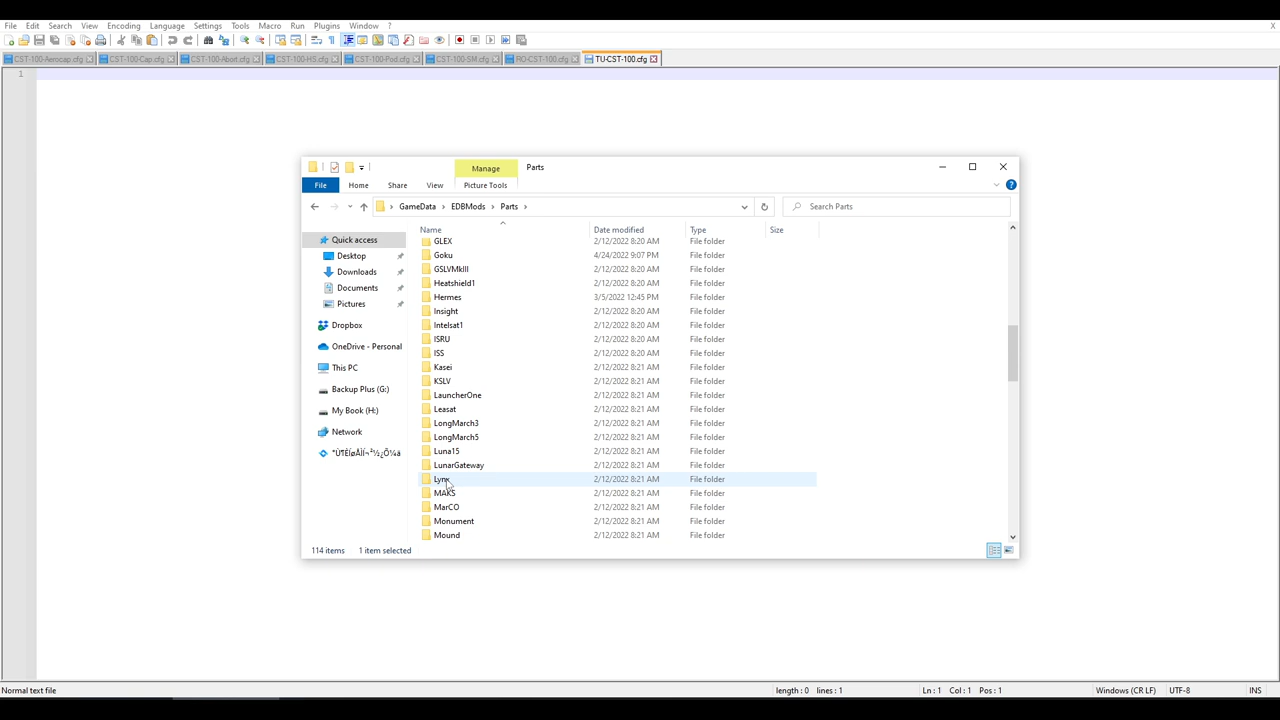 File Edit Search View Encoding Language Settings Tools Macro Run Plugins Window ? X
CST-100-Aerocap.cfg CST-100-Cap.cfg CST-100-Abort.cfg CST-100-HS.cfg CST-100-Pod.cfg CST-100-SM.cfg RO-CST-100.cfg TU-CST-100.cfg
1
Manage Parts
File Home Share View Picture Tools
GameData EDBMods Parts Search Parts
Name Date modified Type Size
Quick access
Desktop
Downloads
Documents
Pictures
Dropbox
OneDrive - Personal
This PC
Backup Plus (G:)
My Book (H:)
Network
GLEX 2/12/2022 8:20 AM File folder
Goku 4/24/2022 9:07 PM File folder
GSLVMkIII 2/12/2022 8:20 AM File folder
Heatshield1 2/12/2022 8:20 AM File folder
Hermes 3/5/2022 12:45 PM File folder
Insight 2/12/2022 8:20 AM File folder
Intelsat1 2/12/2022 8:20 AM File folder
ISRU 2/12/2022 8:20 AM File folder
ISS 2/12/2022 8:20 AM File folder
Kasei 2/12/2022 8:21 AM File folder
KSLV 2/12/2022 8:21 AM File folder
LauncherOne 2/12/2022 8:21 AM File folder
Leasat 2/12/2022 8:21 AM File folder
LongMarch3 2/12/2022 8:21 AM File folder
LongMarch5 2/12/2022 8:21 AM File folder
Luna15 2/12/2022 8:21 AM File folder
LunarGateway 2/12/2022 8:21 AM File folder
Lynx 2/12/2022 8:21 AM File folder
MAKS 2/12/2022 8:21 AM File folder
MarCO 2/12/2022 8:21 AM File folder
Monument 2/12/2022 8:21 AM File folder
Mound 2/12/2022 8:21 AM File folder
114 items 1 item selected
Normal text file length : 0 lines : 1 Ln : 1 Col : 1 Pos : 1 Windows (CR LF) UTF-8 INS